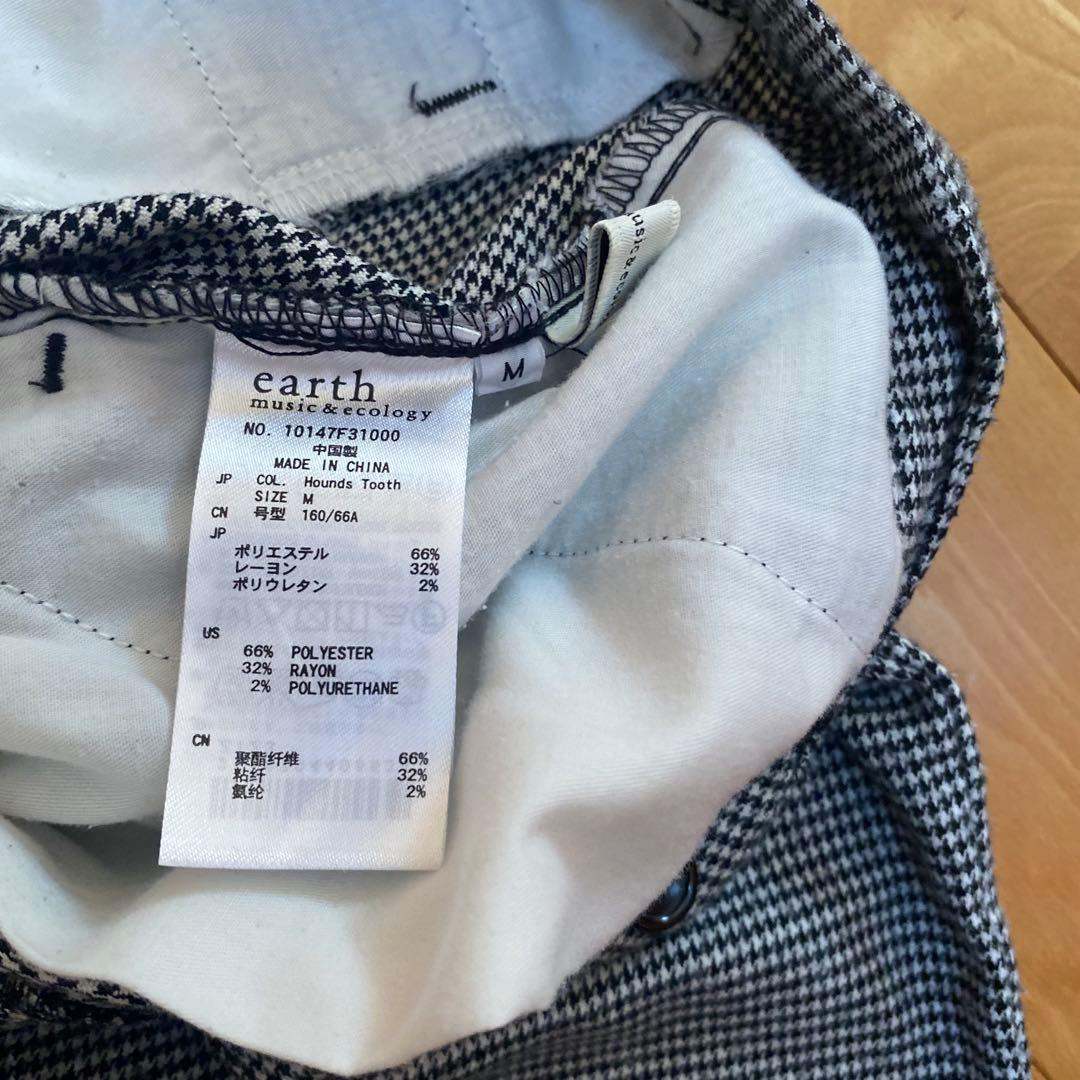 usic & ec
M
earth
music & ecology
NO. 10147F31000
中国製
MADE IN CHINA
JP COL. Hounds Tooth
SIZE M
CN 号型 160/66A
JP
ポリエステル 66%
レーヨン 32%
ポリウレタン 2%
US
66% POLYESTER
32% RAYON
2% POLYURETHANE
CN
聚酯纤维 66%
粘纤 32%
氨纶 2%